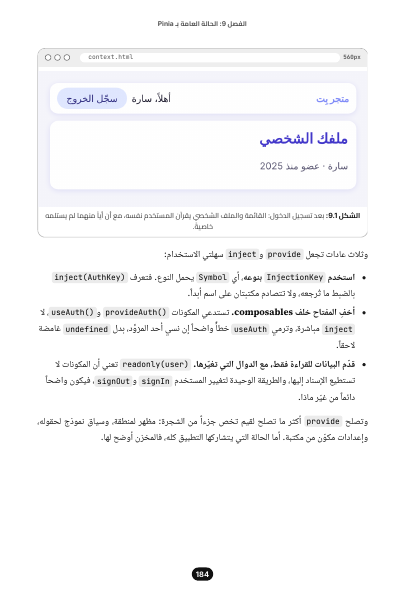 الفصل 9: الحالة العامة بـ Pinia
context.html
560px
متجريت
أهلاً، سارة
سجّل الخروج
ملفك الشخصي
سارة · عضو منذ 2025
الشكل 9.1: بعد تسجيل الدخول: القائمة والملف الشخصي يقرآن المستخدم نفسه، مع أن أياً منهما لم يستلمه
خاصيةً.
وثلاث عادات تجعل provide و inject سهلتي الاستخدام:
• استخدم InjectionKey بنوعه، أي Symbol يحمل النوع. فتعرف inject(AuthKey)
بالضبط ما تُرجعه، ولا تتصادم مكتبتان على اسم أبداً.
• أخفِ المفتاح خلف composables. تستدعي المكونات provideAuth() و useAuth()، لا
inject مباشرة، وترمي useAuth خطأً واضحاً إن نسي أحد المزوّد، بدل undefined غامضة
لاحقاً.
• قدّم البيانات للقراءة فقط، مع الدوال التي تغيّرها. readonly(user) تعني أن المكونات لا
تستطيع الإسناد إليها، والطريقة الوحيدة لتغيير المستخدم signIn و signOut، فيكون واضحاً
دائماً من غيّر ماذا.
وتصلح provide أكثر ما تصلح لقيم تخص جزءاً من الشجرة: مظهر لمنطقة، وسياق نموذج لحقوله،
وإعدادات مكوّن من مكتبة. أما الحالة التي يتشاركها التطبيق كله، فالمخزن أوضح لها.
184